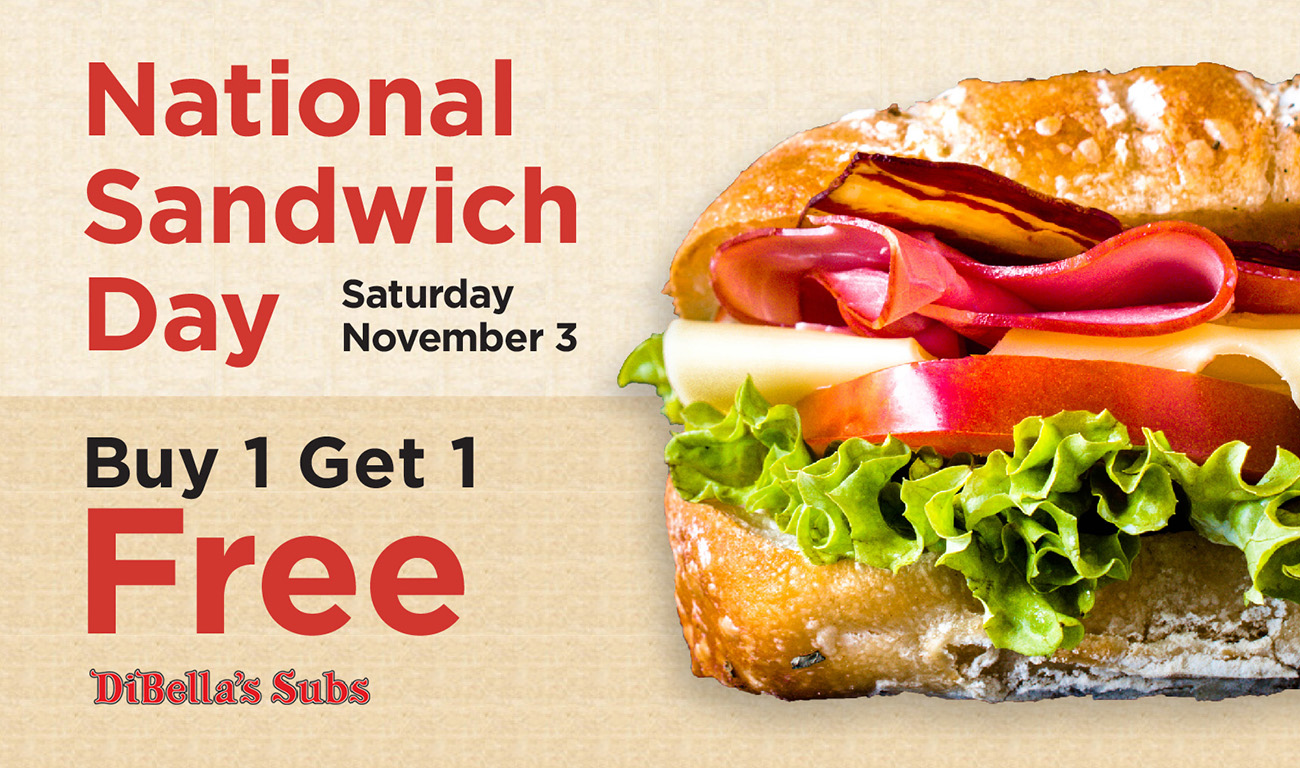 National
Sandwich
Day
Saturday
November 3
Buy 1 Get 1
Free
DiBella's Subs